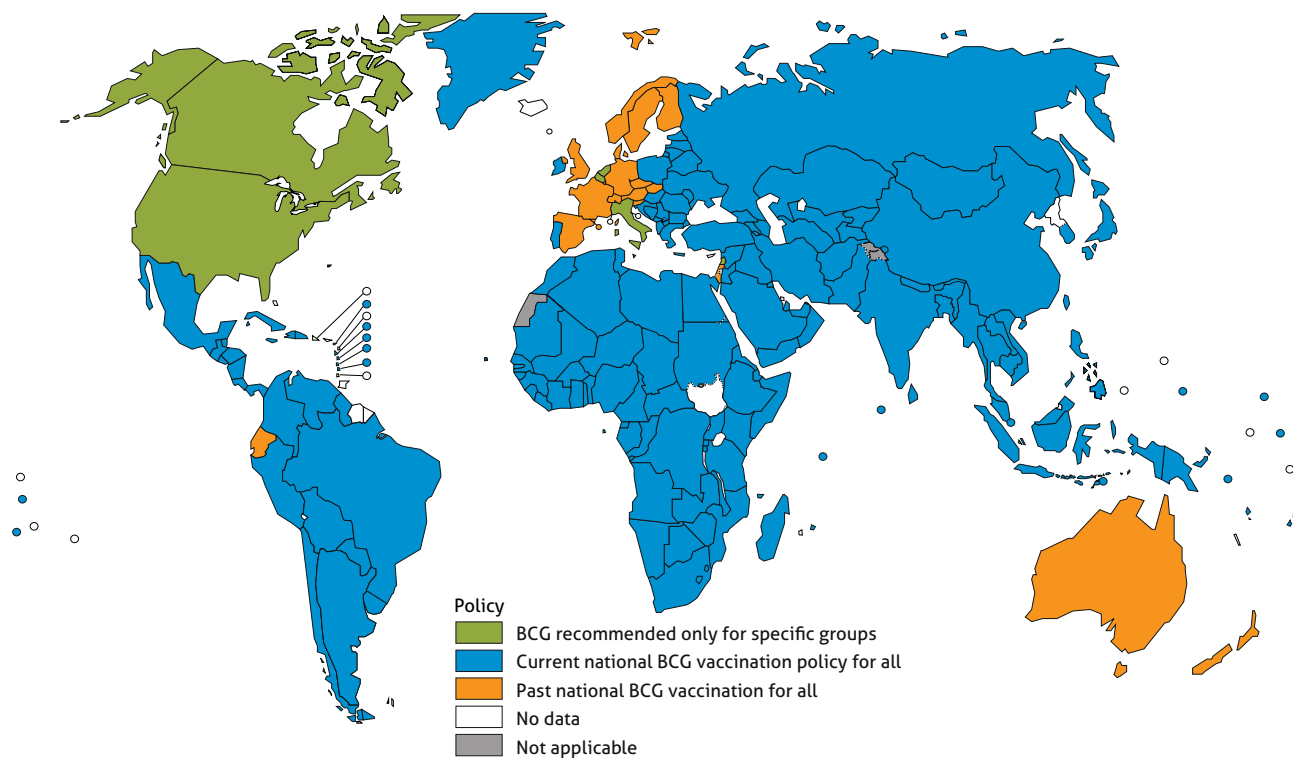 Policy
BCG recommended only for specific groups
Current national BCG vaccination policy for all
Past national BCG vaccination for all
No data
Not applicable